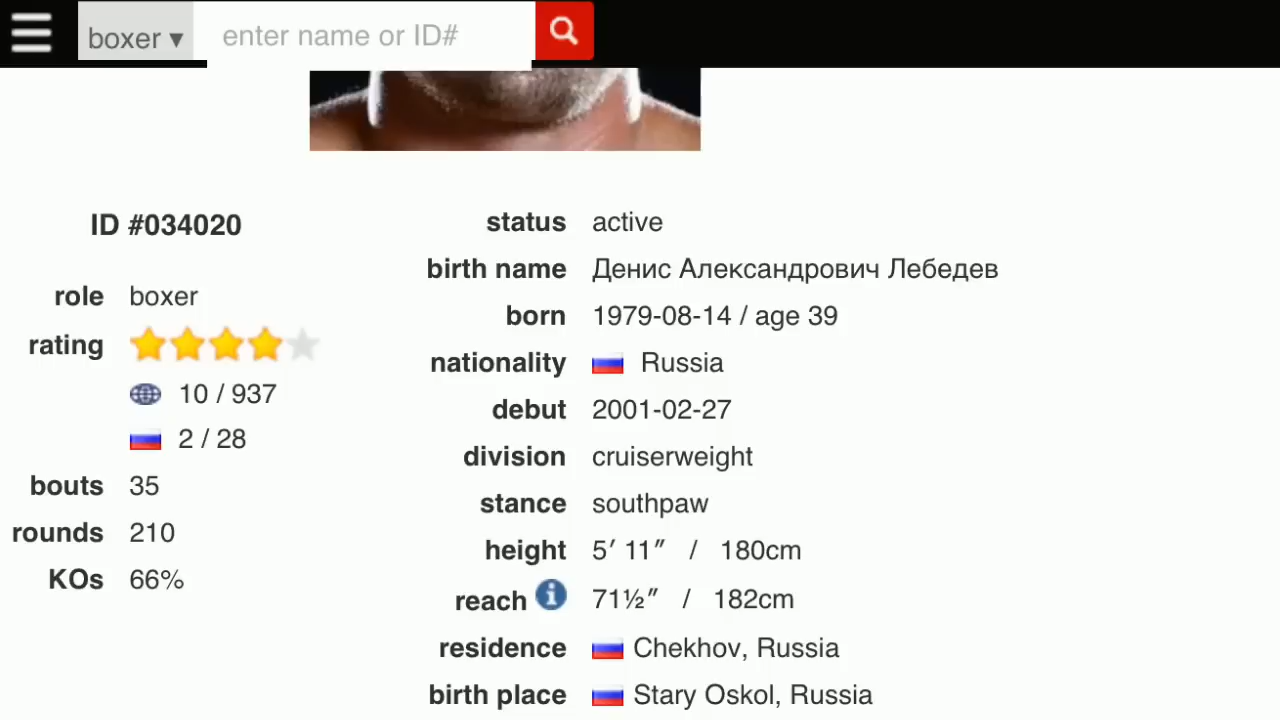 boxer ▾ enter name or ID#
ID #034020
role boxer
rating
10 / 937
2 / 28
bouts 35
rounds 210
KOs 66%
status active
birth name Денис Александрович Лебедев
born 1979-08-14 / age 39
nationality Russia
debut 2001-02-27
division cruiserweight
stance southpaw
height 5′ 11″ / 180cm
reach i 71½″ / 182cm
residence Chekhov, Russia
birth place Stary Oskol, Russia